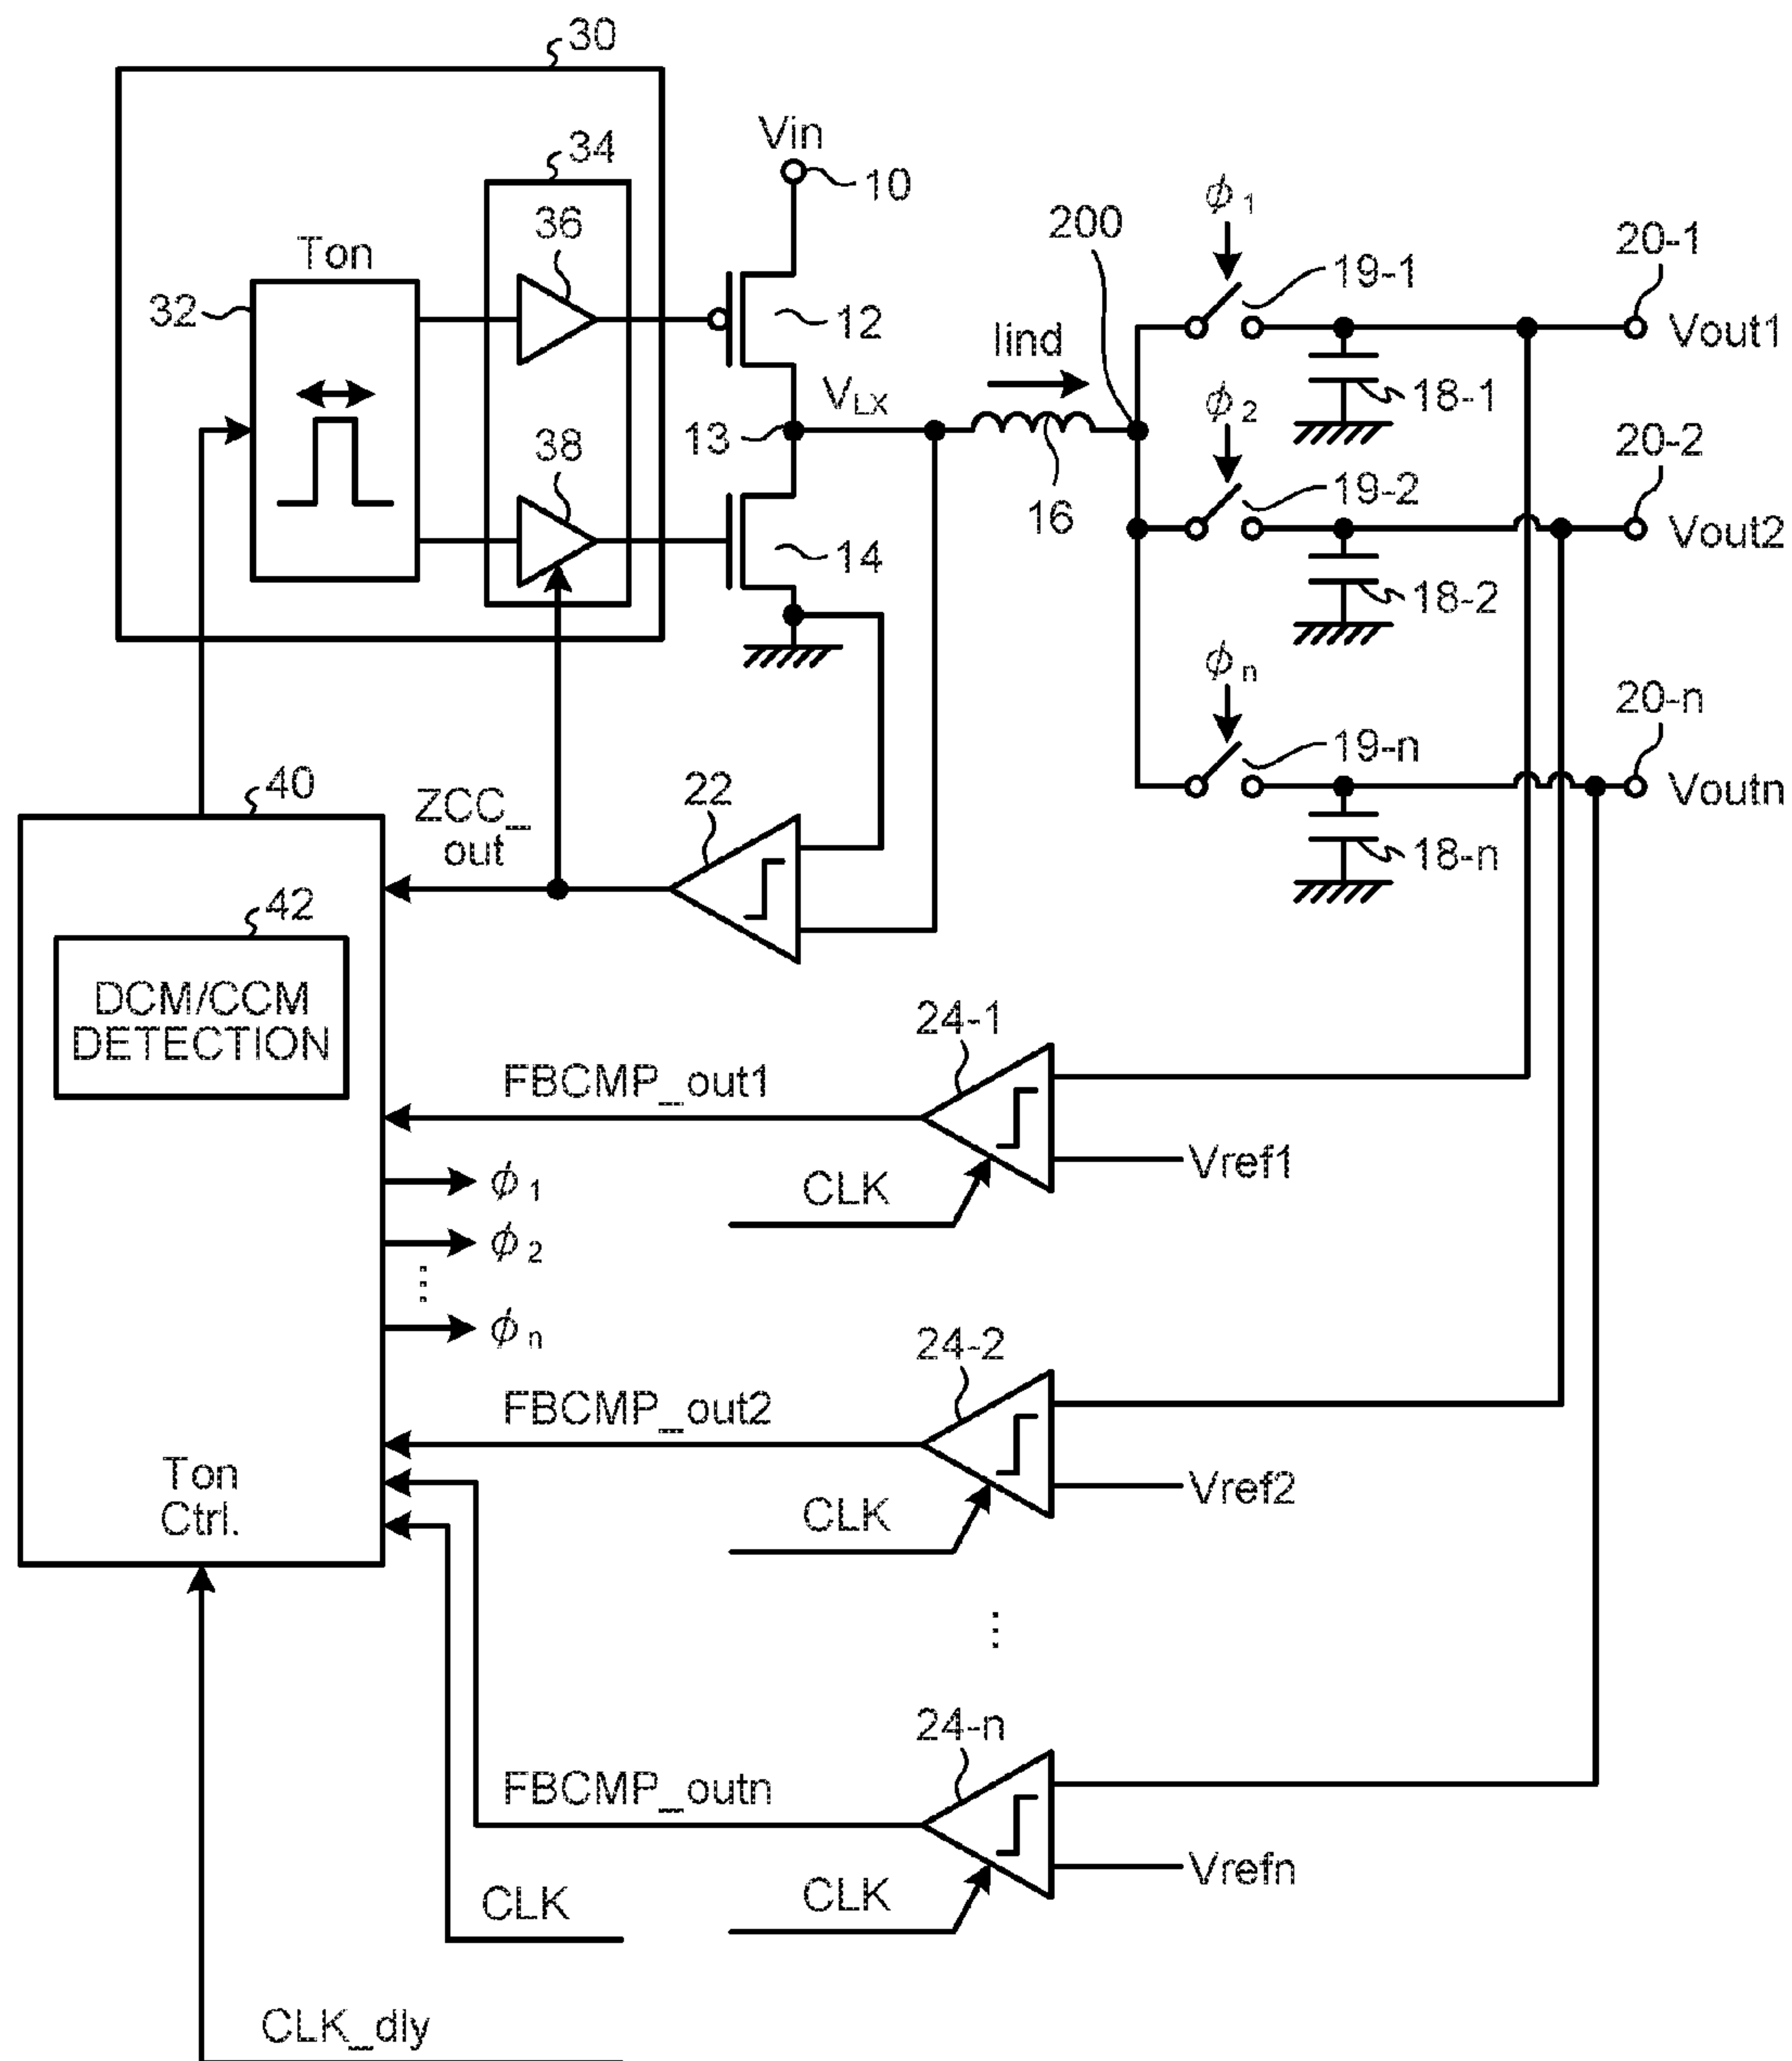 30
Vin
10
34
36
Ton
32
12
V_LX
Iind
200
ϕ1
19-1
20-1
Vout1
18-1
13
16
ϕ2
19-2
20-2
Vout2
18-2
38
14
ϕn
19-n
20-n
Voutn
18-n
40
ZCC_
out
22
42
DCM/CCM
DETECTION
24-1
FBCMP_out1
Vref1
CLK
ϕ1
ϕ2
⋮
ϕn
24-2
FBCMP_out2
Vref2
CLK
Ton
Ctrl.
⋮
24-n
FBCMP_outn
Vrefn
CLK
CLK
CLK_dly